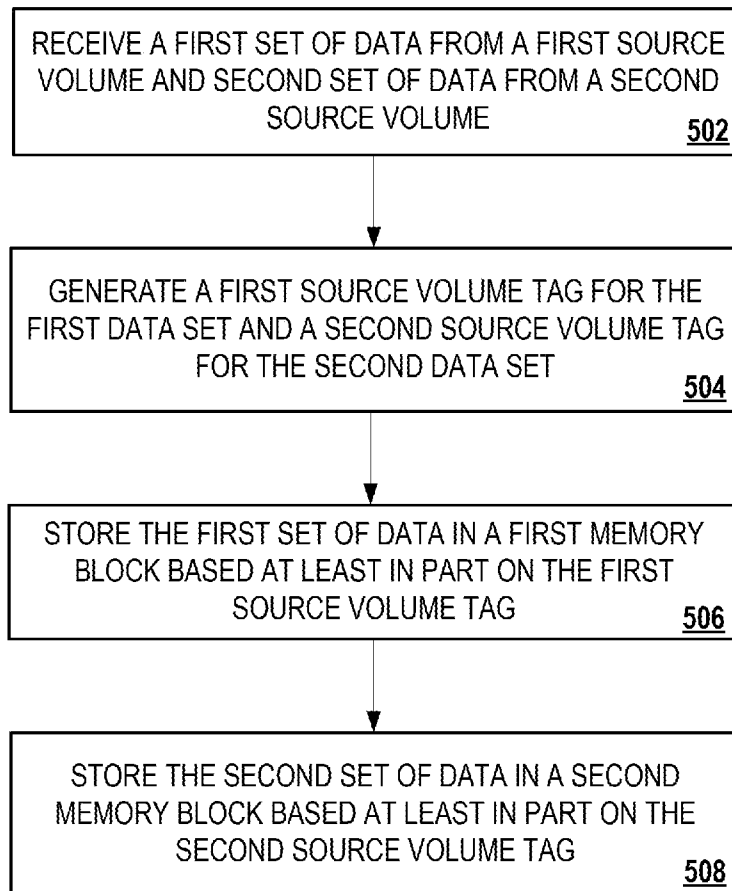 RECEIVE A FIRST SET OF DATA FROM A FIRST SOURCE
VOLUME AND SECOND SET OF DATA FROM A SECOND
SOURCE VOLUME
502
GENERATE A FIRST SOURCE VOLUME TAG FOR THE
FIRST DATA SET AND A SECOND SOURCE VOLUME TAG
FOR THE SECOND DATA SET
504
STORE THE FIRST SET OF DATA IN A FIRST MEMORY
BLOCK BASED AT LEAST IN PART ON THE FIRST
SOURCE VOLUME TAG
506
STORE THE SECOND SET OF DATA IN A SECOND
MEMORY BLOCK BASED AT LEAST IN PART ON THE
SECOND SOURCE VOLUME TAG
508